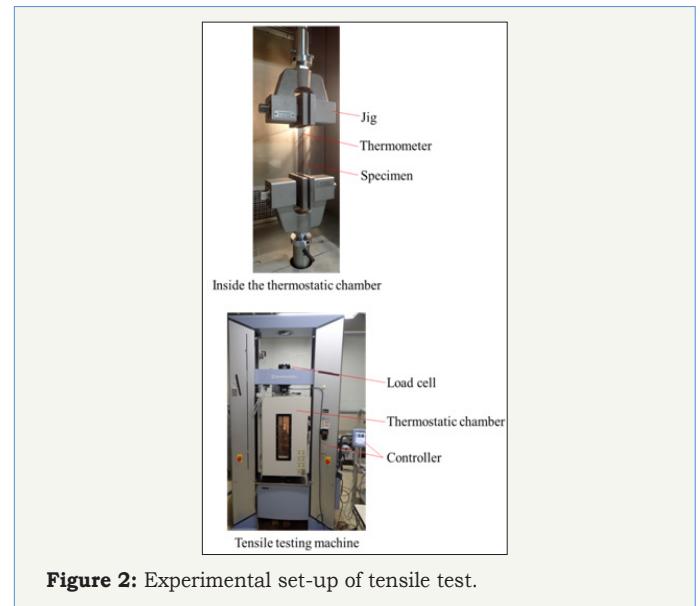 Jig
Thermometer
Specimen
Inside the thermostatic chamber
Load cell
Thermostatic chamber
Controller
Tensile testing machine
Figure 2: Experimental set-up of tensile test.